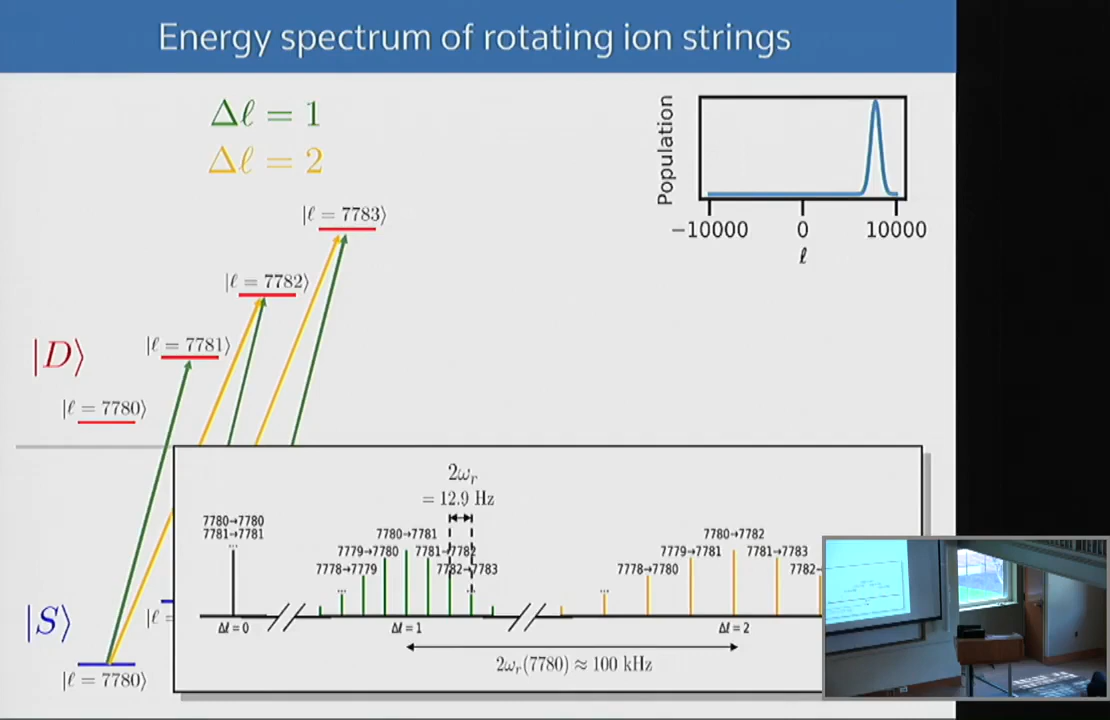 Energy spectrum of rotating ion strings
Δℓ = 1
Δℓ = 2
Population
−10000 0 10000
ℓ
|ℓ = 7783⟩
|ℓ = 7782⟩
|D⟩
|ℓ = 7781⟩
|ℓ = 7780⟩
2ωᵣ
= 12.9 Hz
7780→7780
7781→7781
...
7780→7781
7779→7780 7781→7782
7778→7779 7782→7783
... ...
7780→7782
7779→7781 7781→7783
7778→7780 7782→
...
|S⟩
|ℓ =
Δℓ=0 Δℓ=1 Δℓ=2
2ωᵣ(7780) ≈ 100 kHz
|ℓ = 7780⟩